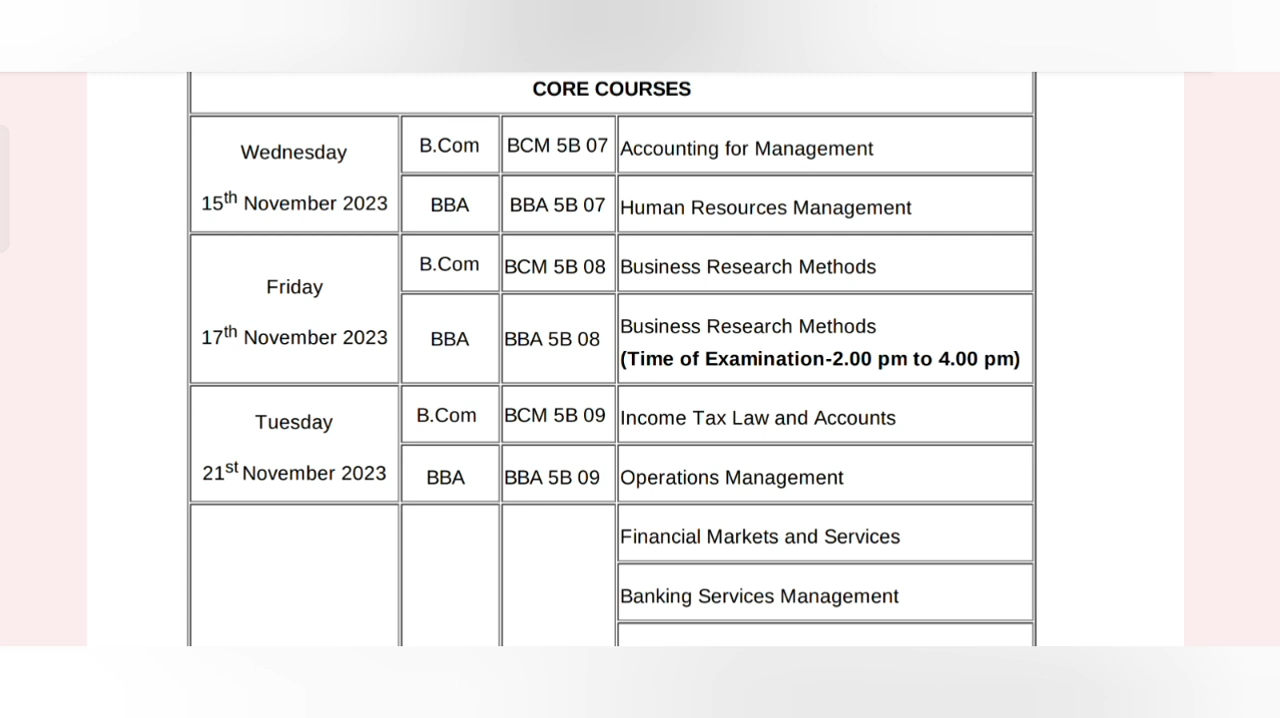 CORE COURSES
Wednesday
15th November 2023
B.Com
BCM 5B 07
Accounting for Management
BBA
BBA 5B 07
Human Resources Management
Friday
17th November 2023
B.Com
BCM 5B 08
Business Research Methods
BBA
BBA 5B 08
Business Research Methods
(Time of Examination-2.00 pm to 4.00 pm)
Tuesday
21st November 2023
B.Com
BCM 5B 09
Income Tax Law and Accounts
BBA
BBA 5B 09
Operations Management
Financial Markets and Services
Banking Services Management